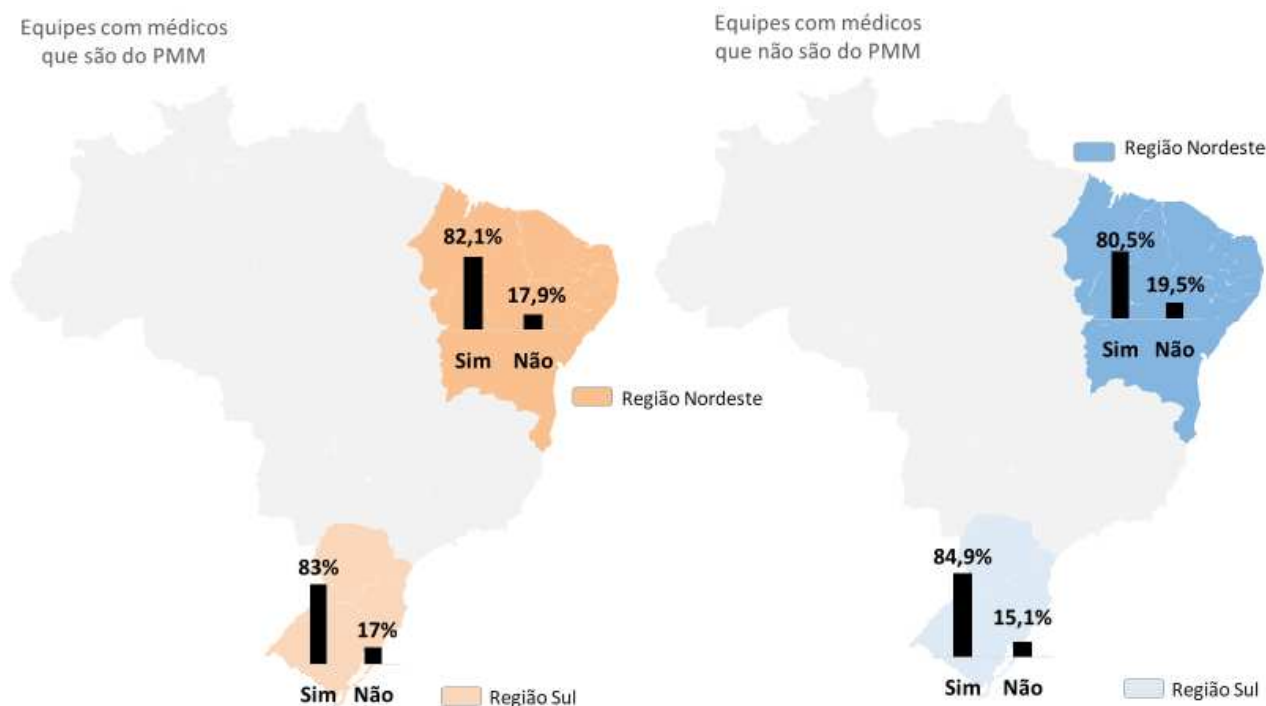 Equipes com médicos
que são do PMM
82,1%
17,9%
Sim Não
Região Nordeste
83%
17%
Sim Não
Região Sul
Equipes com médicos
que não são do PMM
Região Nordeste
80,5%
19,5%
Sim Não
84,9%
15,1%
Sim Não
Região Sul